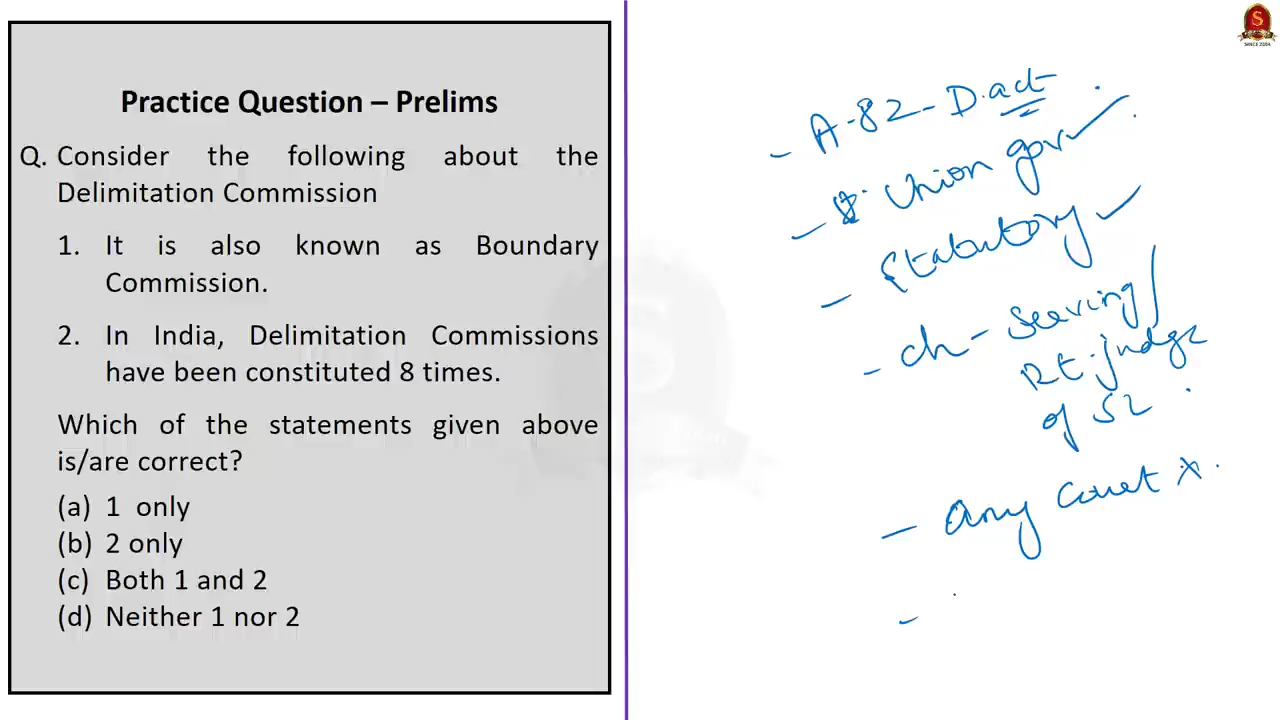 Practice Question – Prelims
Q. Consider the following about the
Delimitation Commission
1. It is also known as Boundary
Commission.
2. In India, Delimitation Commissions
have been constituted 8 times.
Which of the statements given above
is/are correct?
(a) 1 only
(b) 2 only
(c) Both 1 and 2
(d) Neither 1 nor 2
S
SINCE 2004
- A-82-D.act
- Union gov ✓
- Statutory ✓
- ch - Serving/
Rt. judge
of SC
- Any Court x
-